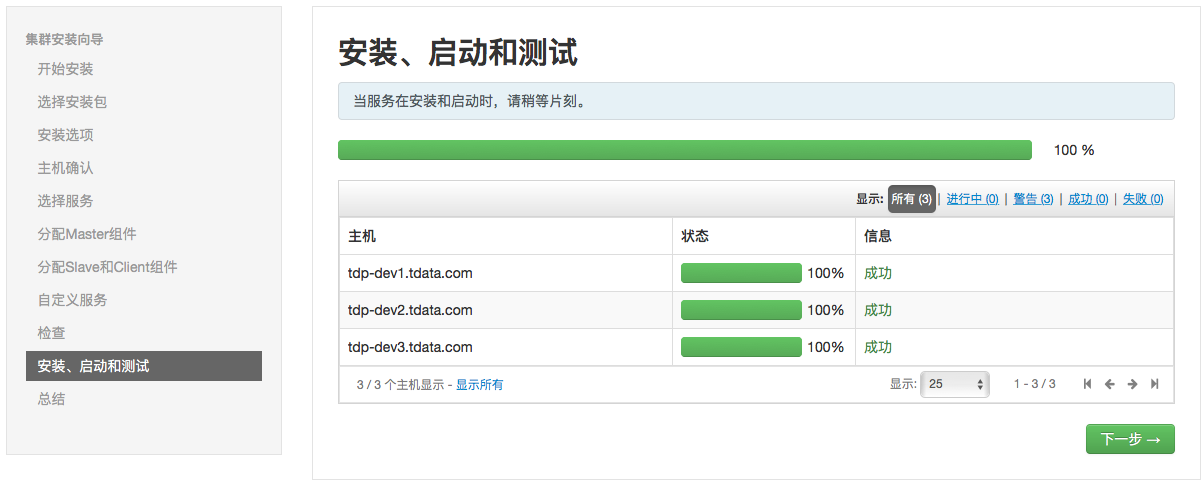 集群安装向导
开始安装
选择安装包
安装选项
主机确认
选择服务
分配Master组件
分配Slave和Client组件
自定义服务
检查
安装、启动和测试
总结
安装、启动和测试
当服务在安装和启动时，请稍等片刻。
100 %
显示: 所有 (3) | 进行中 (0) | 警告 (3) | 成功 (0) | 失败 (0)
主机 状态 信息
tdp-dev1.tdata.com 100% 成功
tdp-dev2.tdata.com 100% 成功
tdp-dev3.tdata.com 100% 成功
3 / 3 个主机显示 - 显示所有 显示: 25 1 - 3 / 3
下一步 →